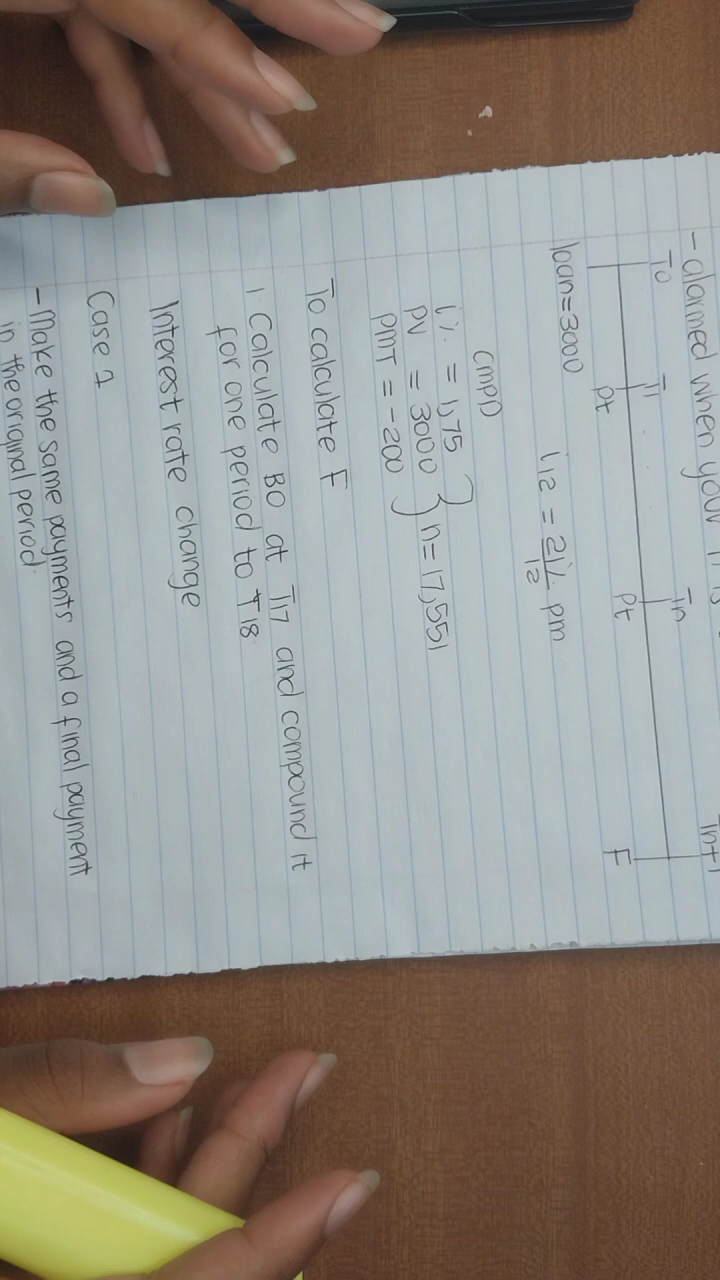 - alarmed when your
T0 T1 Tn Tn+1
Pt Pt F
loan = 3000
i12 = 21% pm
12
CMPD
i% = 1,75
PV = 3000 } n = 17,551
PMT = -200
To calculate F
1. Calculate BO at T17 and compound it
for one period to T18.
Interest rate change
Case 1
- Make the same payments and a final payment
in the original period.